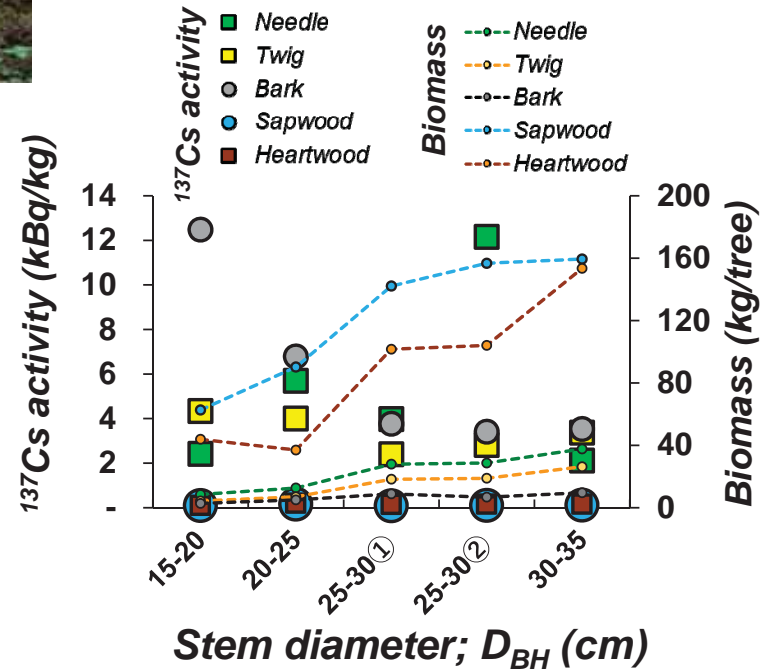 ¹³⁷Cs activity
Needle
Twig
Bark
Sapwood
Heartwood
Biomass
Needle
Twig
Bark
Sapwood
Heartwood
¹³⁷Cs activity (kBq/kg)
14
12
10
8
6
4
2
-
200
160
120
80
40
0
Biomass (kg/tree)
15-20
20-25
25-30①
25-30②
30-35
Stem diameter; D_BH (cm)